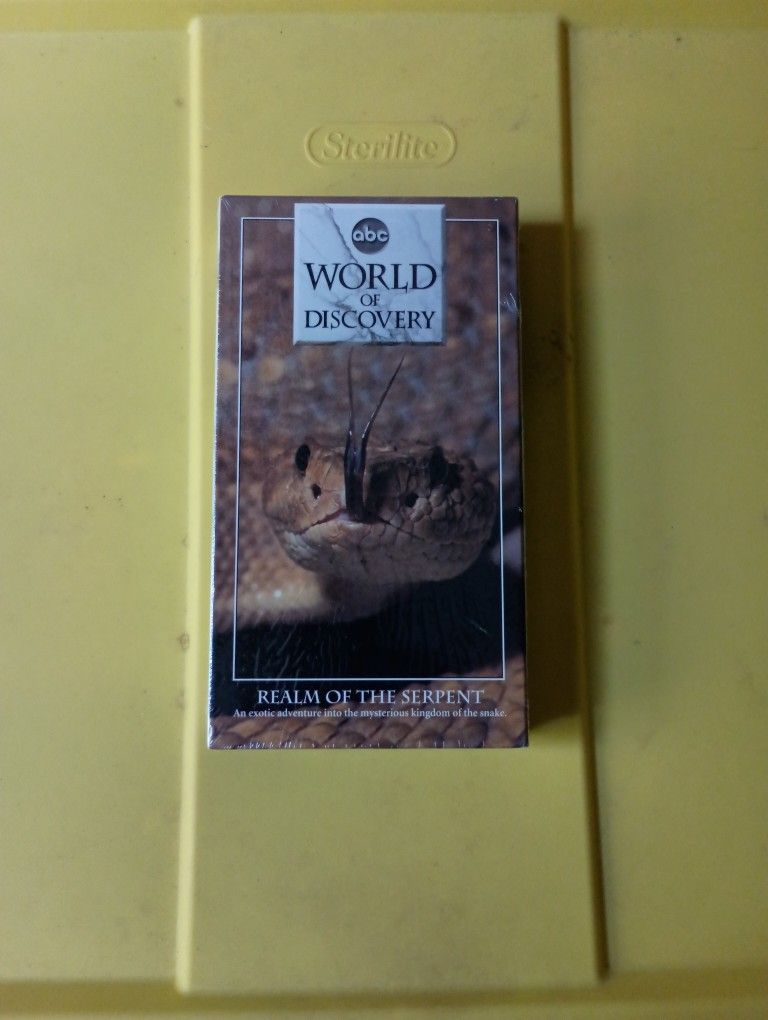 Sterilite
abc
WORLD
OF
DISCOVERY
REALM OF THE SERPENT
An exotic adventure into the mysterious kingdom of the snake.